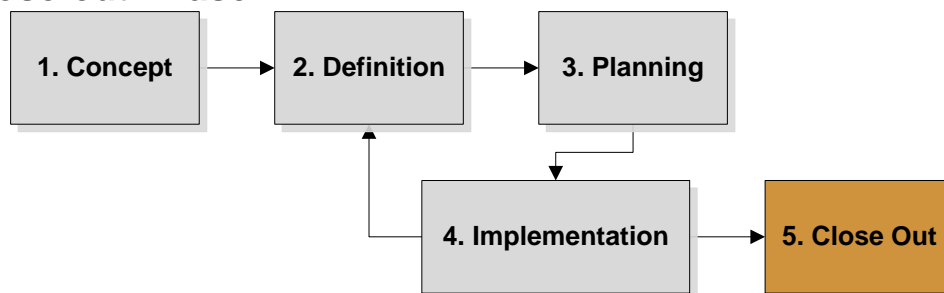 1. Concept
2. Definition
3. Planning
4. Implementation
5. Close Out